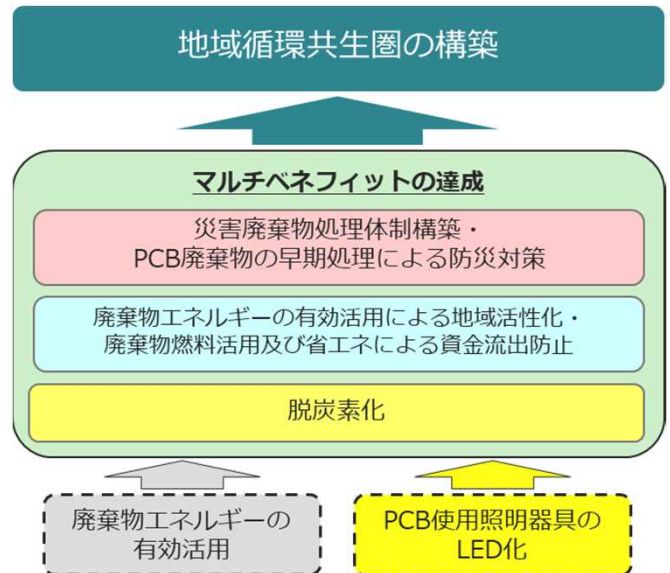 地域循環共生圏の構築
マルチベネフィットの達成
災害廃棄物処理体制構築・
PCB廃棄物の早期処理による防災対策
廃棄物エネルギーの有効活用による地域活性化・
廃棄物燃料活用及び省エネによる資金流出防止
脱炭素化
廃棄物エネルギーの
有効活用
PCB使用照明器具の
LED化